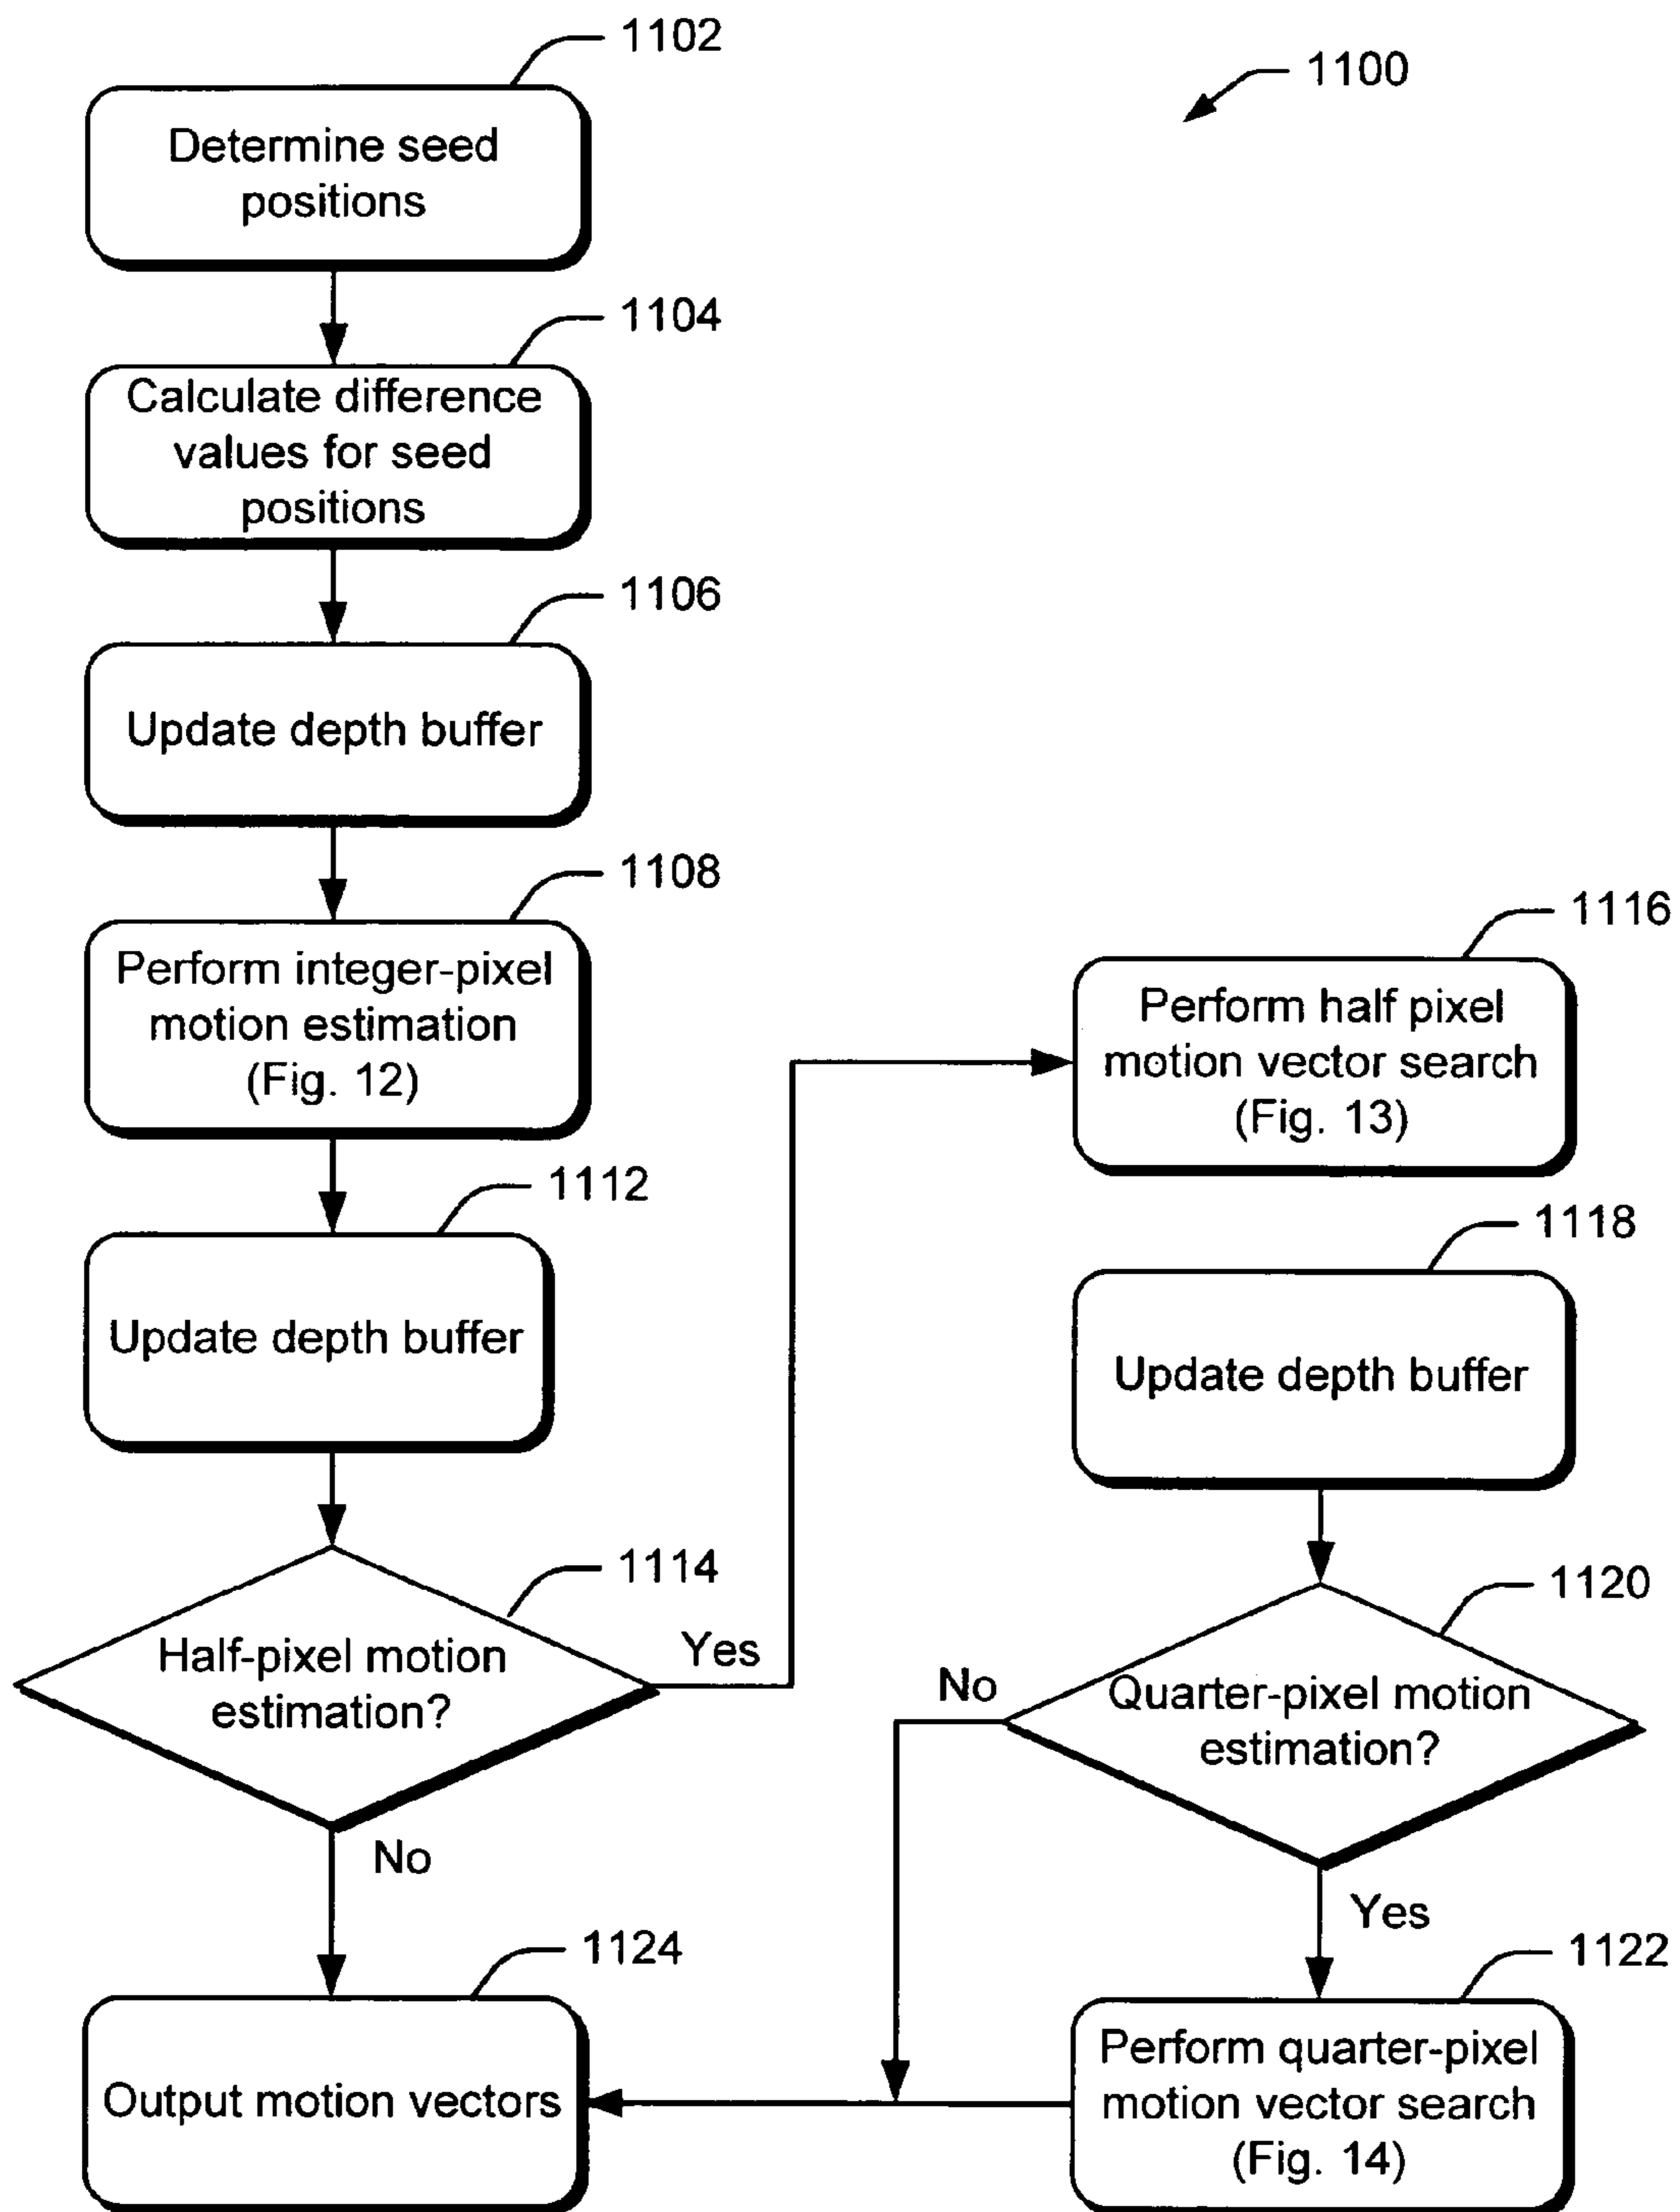 1102
1100
Determine seed
positions
1104
Calculate difference
values for seed
positions
1106
Update depth buffer
1108
Perform integer-pixel
motion estimation
(Fig. 12)
1112
Update depth buffer
1114
Half-pixel motion
estimation?
Yes
No
1116
Perform half pixel
motion vector search
(Fig. 13)
1118
Update depth buffer
1120
Quarter-pixel motion
estimation?
No
Yes
1122
Perform quarter-pixel
motion vector search
(Fig. 14)
1124
Output motion vectors